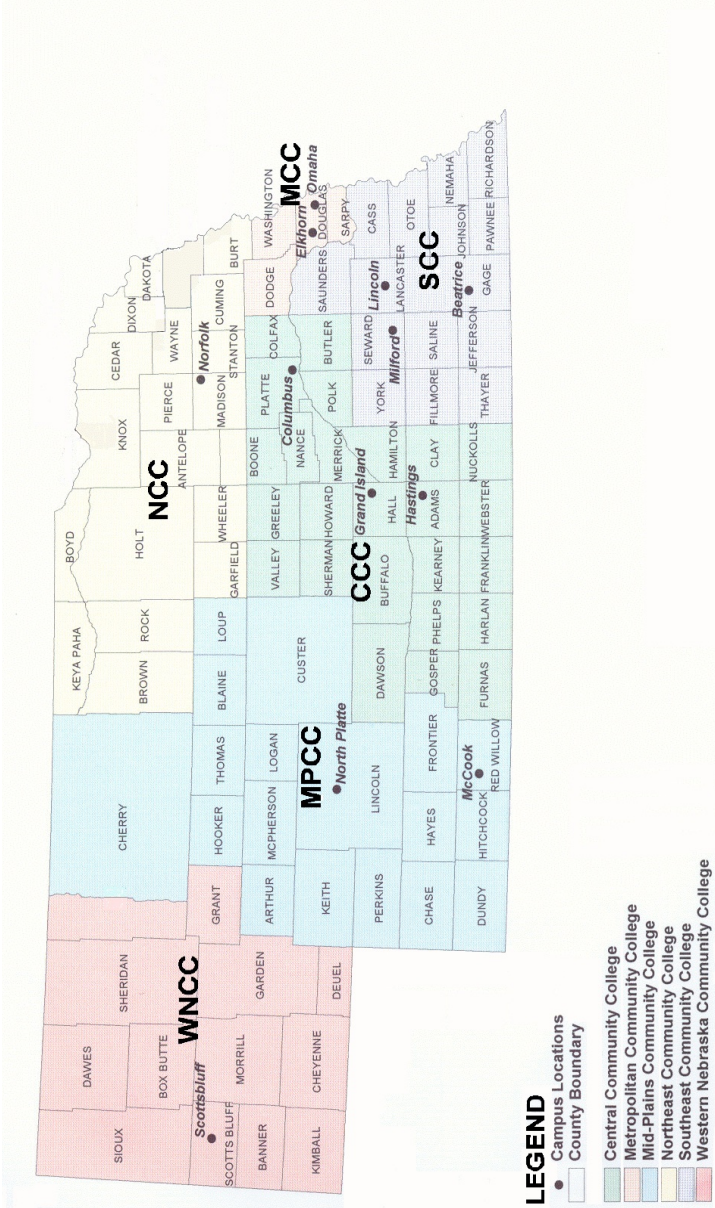 SIOUX
DAWES
SHERIDAN
BOX BUTTE
WNCC
Scottsbluff
SCOTTS BLUFF
MORRILL
GARDEN
GRANT
BANNER
KIMBALL
CHEYENNE
DEUEL
CHERRY
HOOKER
THOMAS
BLAINE
LOUP
ARTHUR
MCPHERSON
LOGAN
CUSTER
MPCC
North Platte
KEITH
LINCOLN
PERKINS
CHASE
HAYES
FRONTIER
McCook
DUNDY
HITCHCOCK
RED WILLOW
KEYA PAHA
BOYD
BROWN
ROCK
HOLT
NCC
KNOX
CEDAR
DIXON
DAKOTA
ANTELOPE
PIERCE
WAYNE
GARFIELD
WHEELER
MADISON
Norfolk
STANTON
CUMING
BURT
VALLEY
GREELEY
BOONE
PLATTE
COLFAX
Columbus
NANCE
SHERMAN
HOWARD
MERRICK
POLK
BUTLER
CCC
Grand Island
DAWSON
BUFFALO
HALL
HAMILTON
Hastings
GOSPER
PHELPS
KEARNEY
ADAMS
CLAY
FURNAS
HARLAN
FRANKLIN
WEBSTER
NUCKOLLS
DODGE
WASHINGTON
MCC
Elkhorn
Omaha
DOUGLAS
SARPY
SAUNDERS
YORK
SEWARD
Milford
Lincoln
LANCASTER
CASS
OTOE
SCC
FILLMORE
SALINE
Beatrice
GAGE
JOHNSON
NEMAHA
THAYER
JEFFERSON
PAWNEE
RICHARDSON
LEGEND
Campus Locations
County Boundary
Central Community College
Metropolitan Community College
Mid-Plains Community College
Northeast Community College
Southeast Community College
Western Nebraska Community College